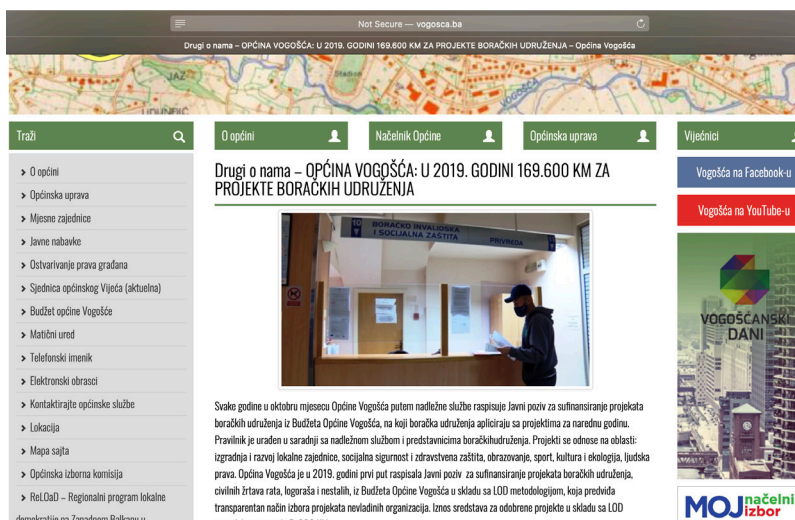 Not Secure — vogosca.ba
Drugi o nama – OPĆINA VOGOŠĆA: U 2019. GODINI 169.600 KM ZA PROJEKTE BORAČKIH UDRUŽENJA – Općina Vogošća
JAZ
Stadion
VOGOŠĆA
Traži
O općini
Načelnik Općine
Općinska uprava
Vijećnici
O općini
Općinska uprava
Mjesne zajednice
Javne nabavke
Ostvarivanje prava građana
Sjednica općinskog Vijeća (aktuelna)
Budžet općine Vogošće
Matični ured
Telefonski imenik
Elektronski obrasci
Kontaktirajte općinske službe
Lokacija
Mapa sajta
Općinska izborna komisija
ReLOaD – Regionalni program lokalne
demokratije na Zapadnom Balkanu u
Drugi o nama – OPĆINA VOGOŠĆA: U 2019. GODINI 169.600 KM ZA
PROJEKTE BORAČKIH UDRUŽENJA
10
BORAČKO INVALIDSKA
I SOCIJALNA ZAŠTITA
PRIVREDA
11
Svake godine u oktobru mjesecu Općine Vogošća putem nadležne službe raspisuje Javni poziv za sufinansiranje projekata
boračkih udruženja iz Budžeta Općine Vogošća, na koji boračka udruženja apliciraju sa projektima za narednu godinu.
Pravilnik je urađen u saradnji sa nadležnom službom i predstavnicima boračkihudruženja. Projekti se odnose na oblasti:
izgradnja i razvoj lokalne zajednice, socijalna sigurnost i zdravstvena zaštita, obrazovanje, sport, kultura i ekologija, ljudska
prava. Općina Vogošća je u 2019. godini prvi put raspisala Javni poziv za sufinansiranje projekata boračkih udruženja,
civilnih žrtava rata, logoraša i nestalih, iz Budžeta Općine Vogošća u skladu sa LOD metodologijom, koja predviđa
transparentan način izbora projekata nevladinih organizacija. Iznos sredstava za odobrene projekte u skladu sa LOD
Vogošća na Facebook-u
Vogošća na YouTube-u
VOGOŠĆANSKI
DANI
MOJ načelni
izbor